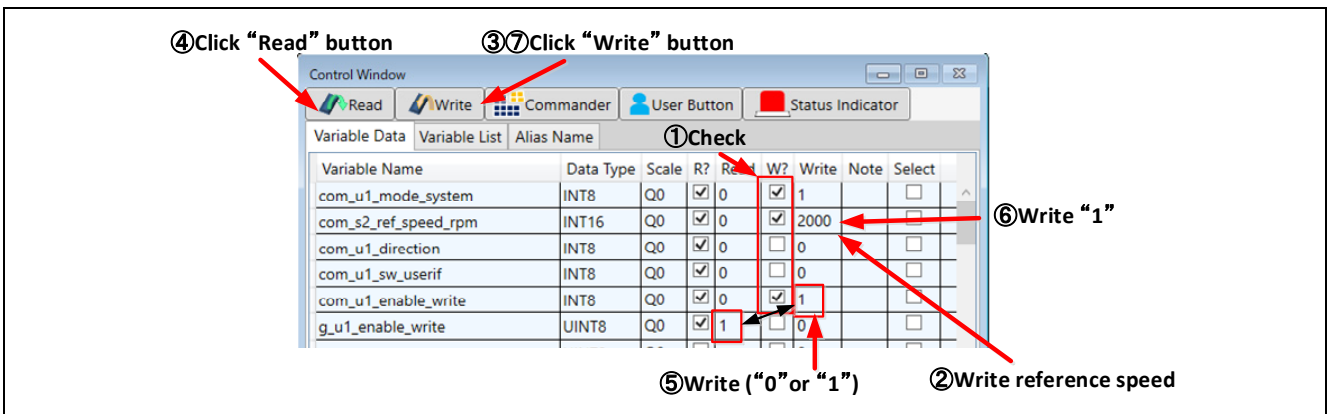 ④Click “Read” button ③⑦Click “Write” button
Control Window
Read Write Commander User Button Status Indicator
Variable Data Variable List Alias Name
①Check
Variable Name Data Type Scale R? Read W? Write Note Select
com_u1_mode_system INT8 Q0 0 1
com_s2_ref_speed_rpm INT16 Q0 0 2000
⑥Write “1”
com_u1_direction INT8 Q0 0 0
com_u1_sw_userif INT8 Q0 0 0
com_u1_enable_write INT8 Q0 0 1
g_u1_enable_write UINT8 Q0 1 0
⑤Write (“0”or “1”) ②Write reference speed